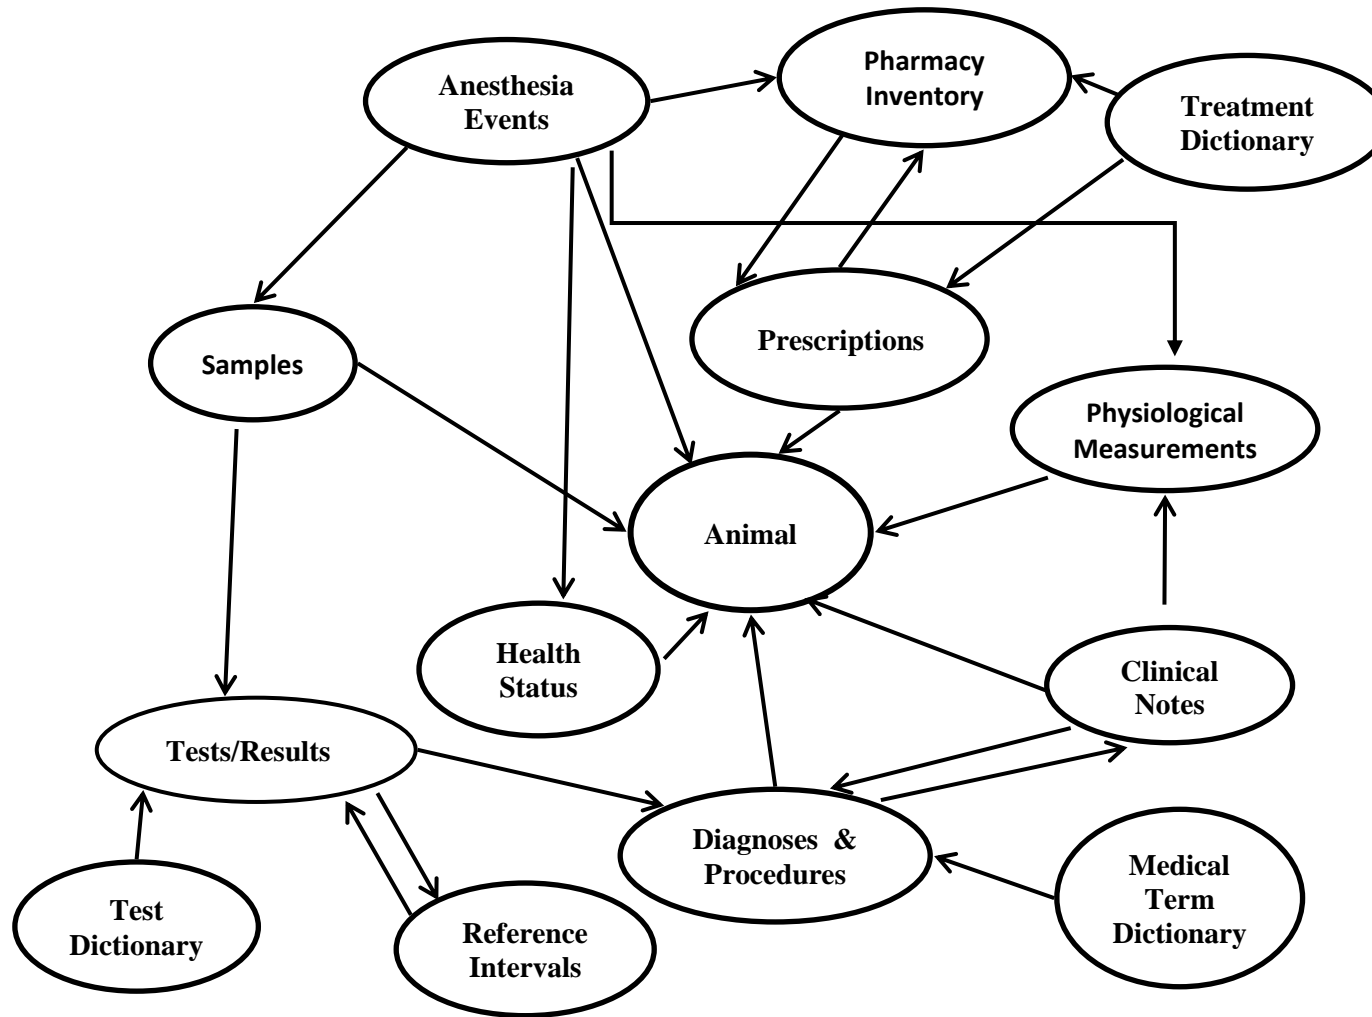 Anesthesia
Events
Pharmacy
Inventory
Treatment
Dictionary
Samples
Prescriptions
Physiological
Measurements
Animal
Health
Status
Clinical
Notes
Tests/Results
Diagnoses &
Procedures
Medical
Term
Dictionary
Test
Dictionary
Reference
Intervals